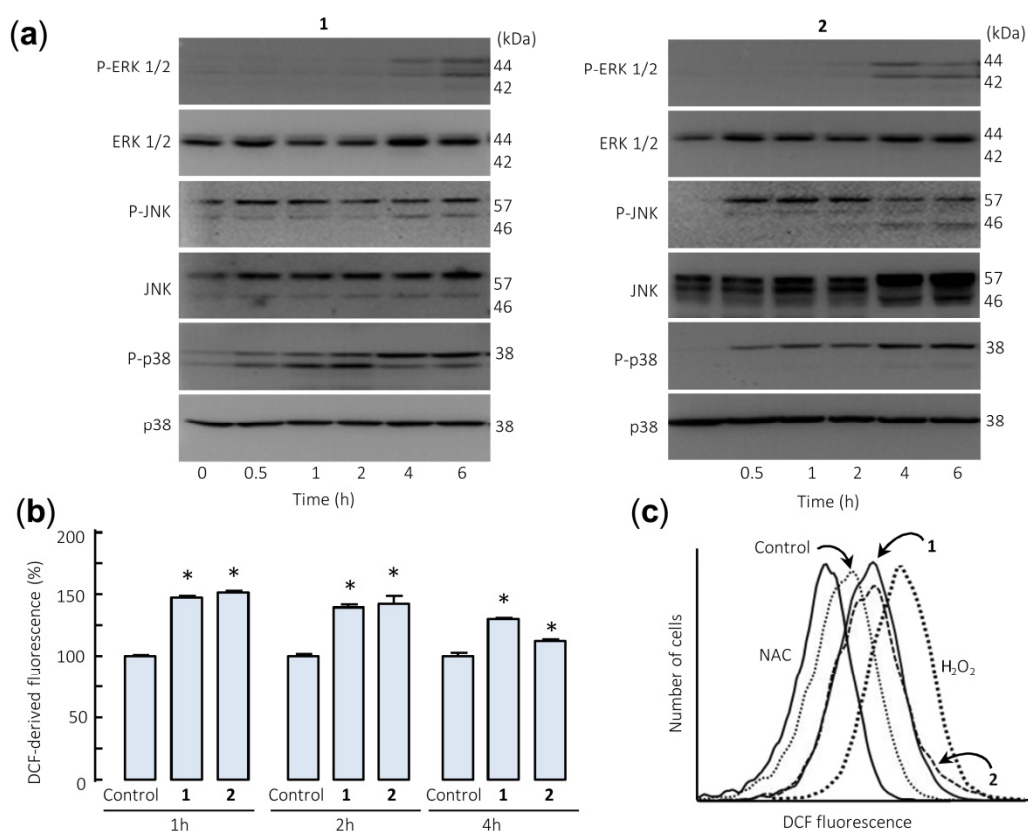 (a)
1
(kDa)
P-ERK 1/2
44
42
ERK 1/2
44
42
P-JNK
57
46
JNK
57
46
P-p38
38
p38
38
0 0.5 1 2 4 6
Time (h)
2
(kDa)
P-ERK 1/2
44
42
ERK 1/2
44
42
P-JNK
57
46
JNK
57
46
P-p38
38
p38
38
0.5 1 2 4 6
Time (h)
(b)
DCF-derived fluorescence (%)
200
150
100
50
0
* * * * * *
Control 1 2 Control 1 2 Control 1 2
1h 2h 4h
(c)
Number of cells
Control
1
NAC
H₂O₂
2
DCF fluorescence